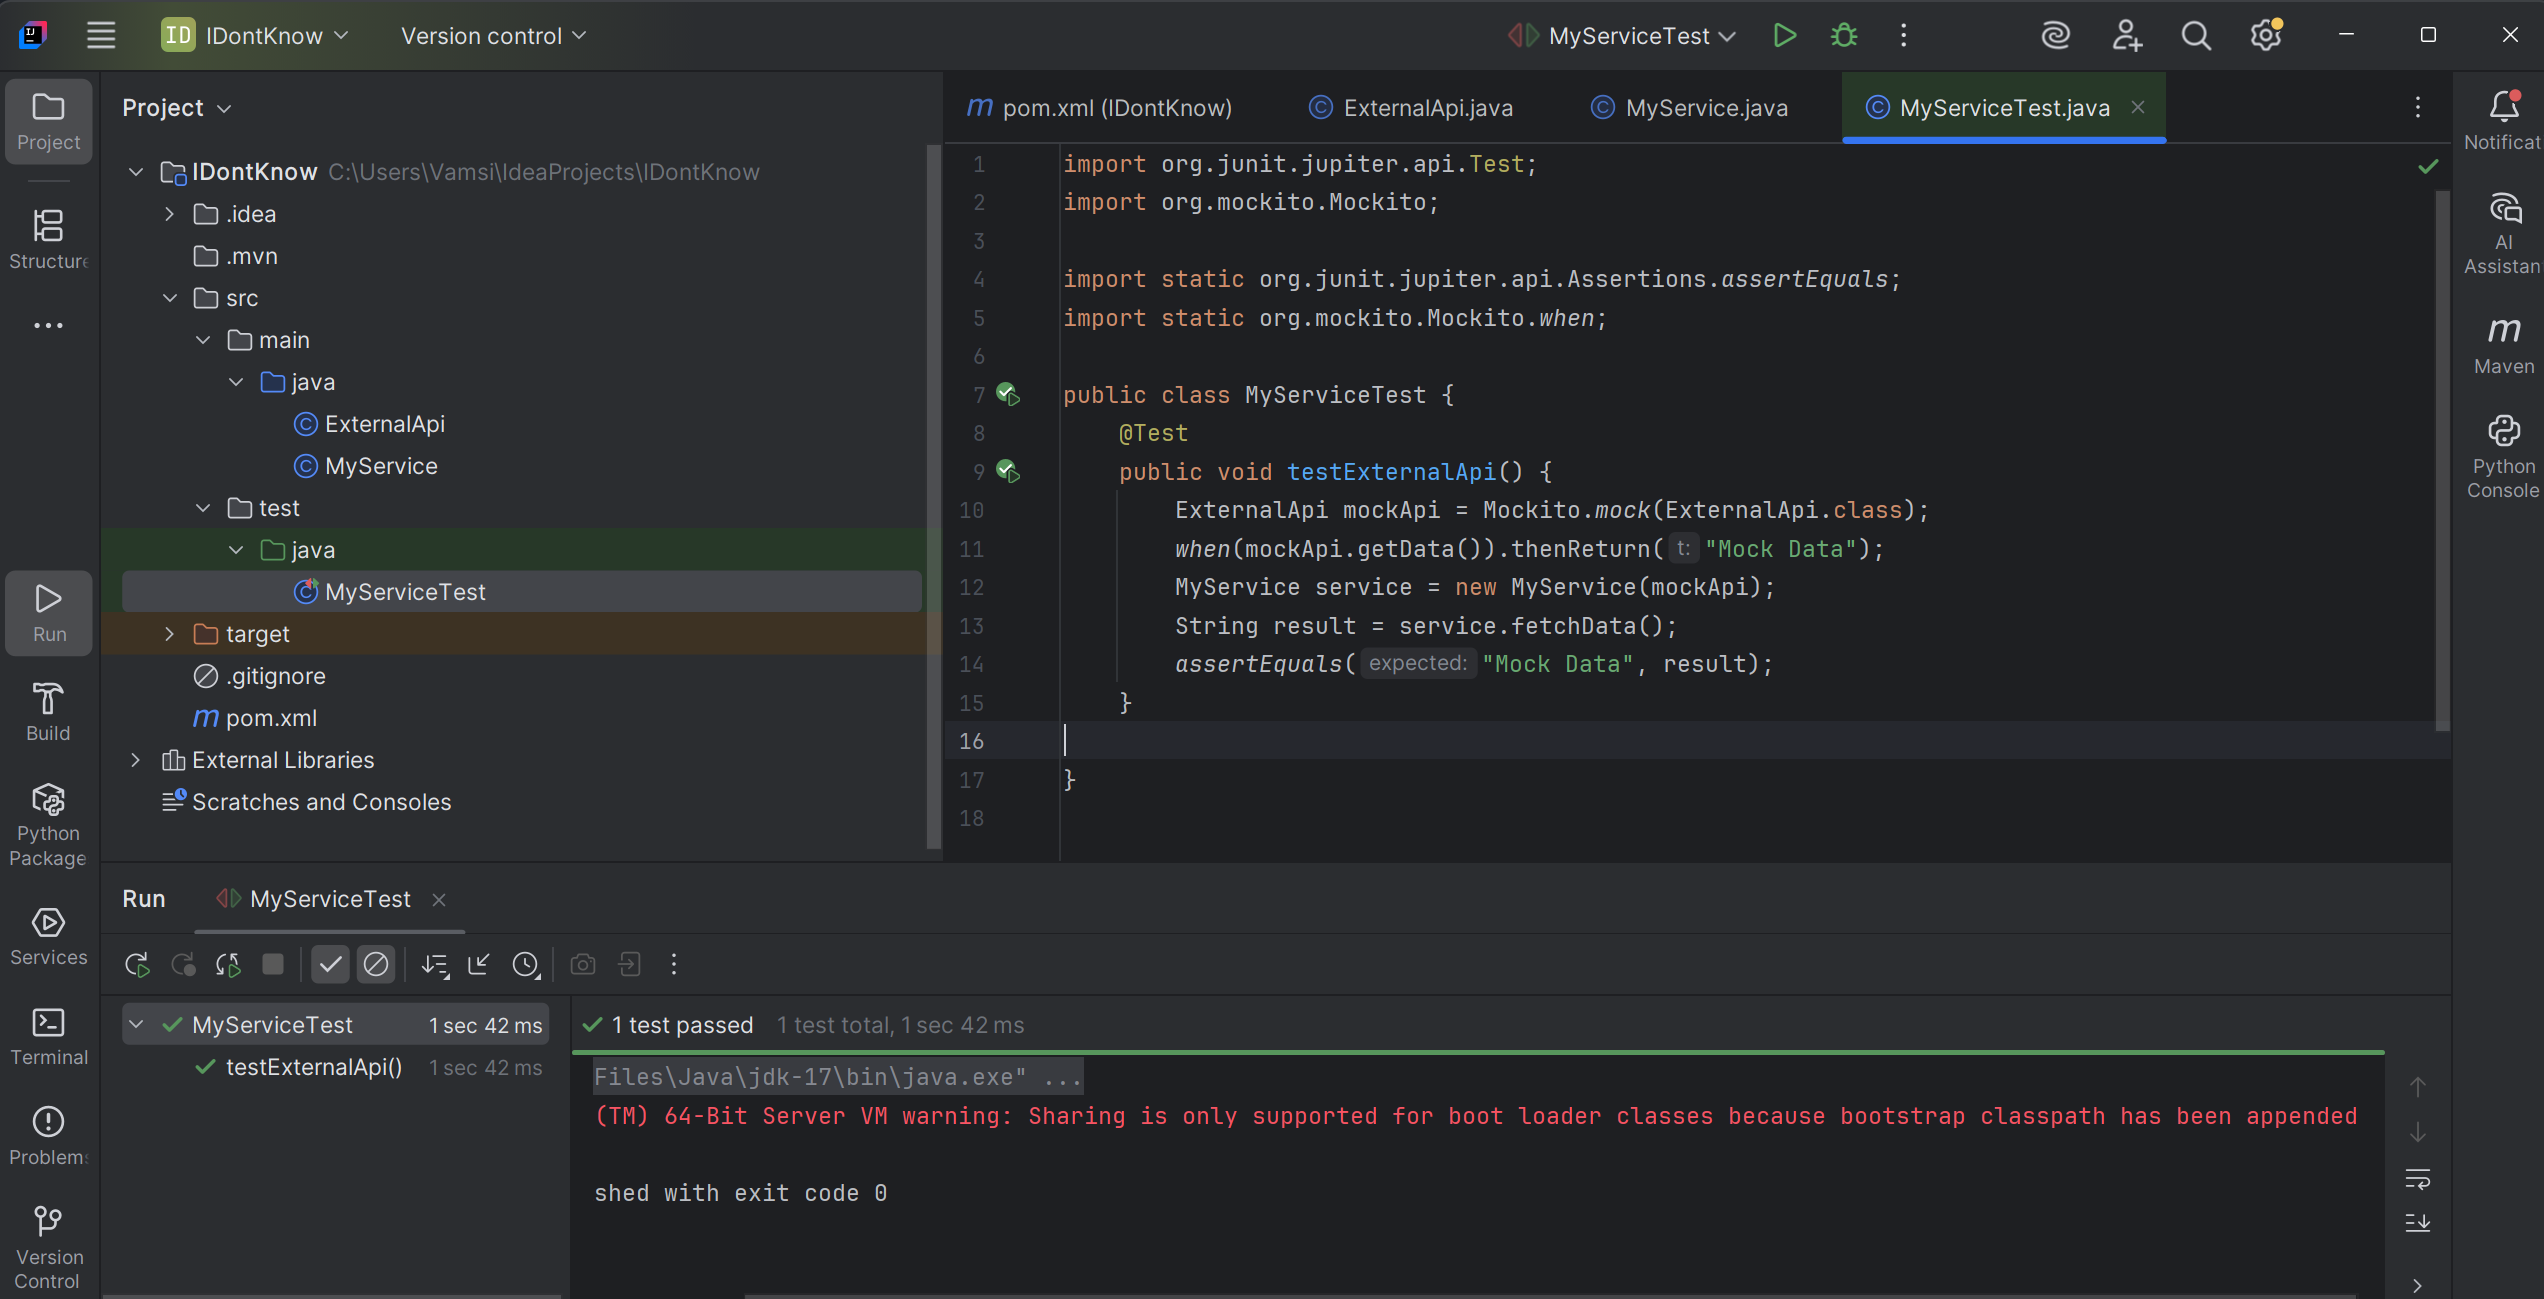 ID IDontKnow Version control MyServiceTest
Project
Structure
Run
Build
Python
Package
Services
Terminal
Problems
Version
Control
Project
IDontKnow C:\Users\Vamsi\IdeaProjects\IDontKnow
.idea
.mvn
src
main
java
ExternalApi
MyService
test
java
MyServiceTest
target
.gitignore
m pom.xml
External Libraries
Scratches and Consoles
m pom.xml (IDontKnow) ExternalApi.java MyService.java MyServiceTest.java
1 import org.junit.jupiter.api.Test;
2 import org.mockito.Mockito;
3
4 import static org.junit.jupiter.api.Assertions.assertEquals;
5 import static org.mockito.Mockito.when;
6
7 public class MyServiceTest {
8 @Test
9 public void testExternalApi() {
10 ExternalApi mockApi = Mockito.mock(ExternalApi.class);
11 when(mockApi.getData()).thenReturn( t: "Mock Data");
12 MyService service = new MyService(mockApi);
13 String result = service.fetchData();
14 assertEquals( expected: "Mock Data", result);
15 }
16
17 }
18
Notificat
AI
Assistan
m
Maven
Python
Console
Run MyServiceTest
MyServiceTest 1 sec 42 ms
testExternalApi() 1 sec 42 ms
1 test passed 1 test total, 1 sec 42 ms
Files\Java\jdk-17\bin\java.exe" ...
(TM) 64-Bit Server VM warning: Sharing is only supported for boot loader classes because bootstrap classpath has been appended
shed with exit code 0